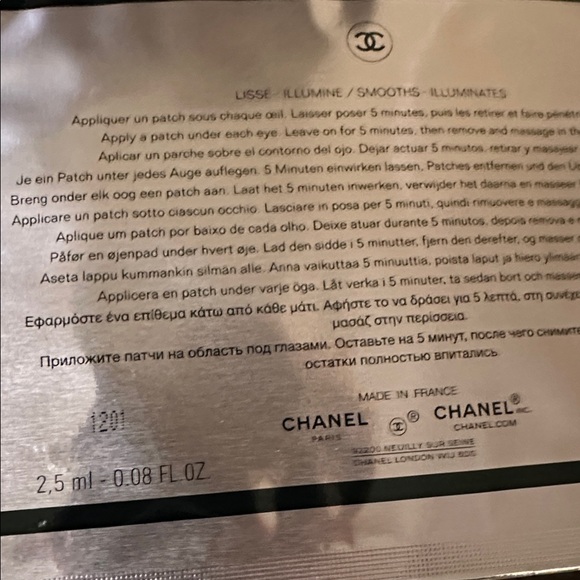 LISSE - ILLUMINE / SMOOTHS - ILLUMINATES
Appliquer un patch sous chaque œil. Laisser poser 5 minutes, puis les retirer et faire
Apply a patch under each eye. Leave on for 5 minutes, then remove and massage in
Aplicar un parche sobre el contorno del ojo. Dejar actuar 5 minutos, retirar y
Je ein Patch unter jedes Auge auflegen. 5 Minuten einwirken lassen, Patches entfernen und den
Breng onder elk oog een patch aan. Laat het 5 minuten inwerken, verwijder het daarna en masseer
Applicare un patch sotto ciascun occhio. Lasciare in posa per 5 minuti, quindi rimuovere e
Aplique um patch por baixo de cada olho. Deixe atuar durante 5 minutos, depois remova e
Påfør en øjenpad under hvert øje. Lad den sidde i 5 minutter, fjern den derefter, og
Aseta lappu kummankin silmän alle. Anna vaikuttaa 5 minuuttia, poista laput ja hiero
Applicera en patch under varje öga. Låt verka i 5 minuter, ta sedan bort och
Εφαρμόστε ένα επίθεμα κάτω από κάθε μάτι. Αφήστε το να δράσει για 5 λεπτά, στη
μασάζ στην περίσσεια.
Приложите патчи на область под глазами. Оставьте на 5 минут, после чего снимите
остатки полностью впитались.
MADE IN FRANCE
1201
CHANEL ® CHANEL® INC.
PARIS CHANEL.COM
92200 NEUILLY SUR SEINE
CHANEL LONDON W1J 6DG
2,5 ml - 0.08 FL.OZ.